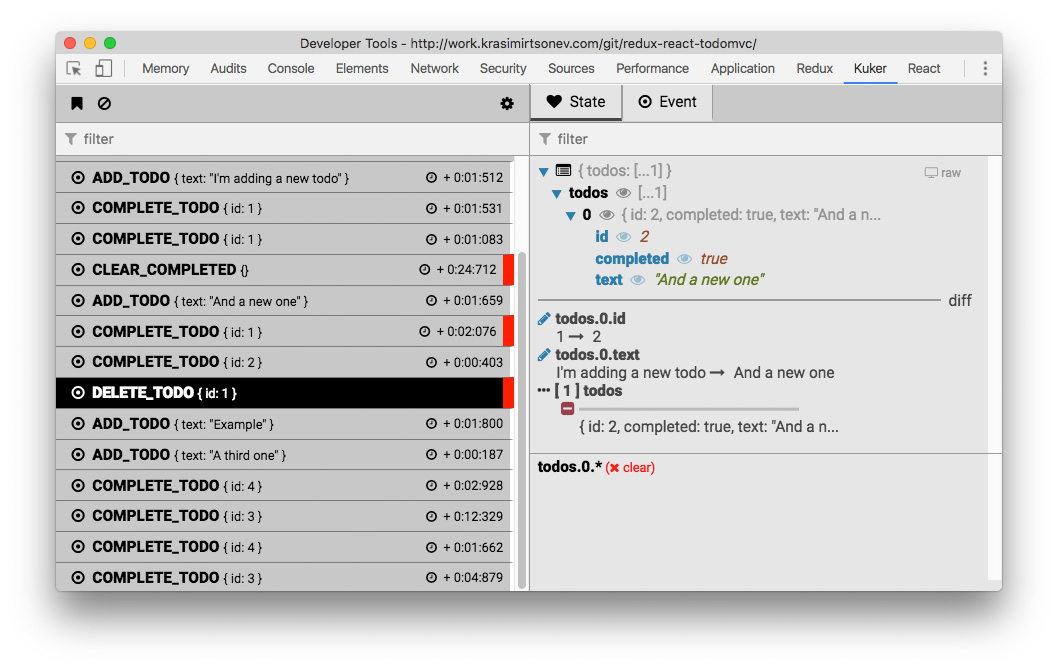 Developer Tools - http://work.krasimirtsonev.com/git/redux-react-todomvc/
Memory Audits Console Elements Network Security Sources Performance Application Redux Kuker React
State Event
filter
ADD_TODO { text: "I'm adding a new todo" } + 0:01:512
COMPLETE_TODO { id: 1 } + 0:01:531
COMPLETE_TODO { id: 1 } + 0:01:083
CLEAR_COMPLETED {} + 0:24:712
ADD_TODO { text: "And a new one" } + 0:01:659
COMPLETE_TODO { id: 1 } + 0:02:076
COMPLETE_TODO { id: 2 } + 0:00:403
DELETE_TODO { id: 1 }
ADD_TODO { text: "Example" } + 0:01:800
ADD_TODO { text: "A third one" } + 0:00:187
COMPLETE_TODO { id: 4 } + 0:02:928
COMPLETE_TODO { id: 3 } + 0:12:329
COMPLETE_TODO { id: 4 } + 0:01:662
COMPLETE_TODO { id: 3 } + 0:04:879
filter
{ todos: [...1] } raw
todos [...1]
0 { id: 2, completed: true, text: "And a n...
id 2
completed true
text "And a new one"
diff
todos.0.id
1 → 2
todos.0.text
I'm adding a new todo → And a new one
[ 1 ] todos
{ id: 2, completed: true, text: "And a n...
todos.0.* (✖ clear)